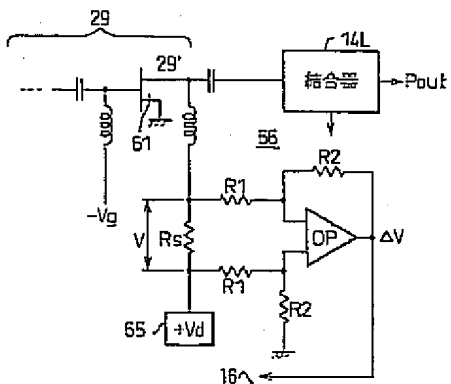 29
29'
14L
結合器
Pout
61
66
-Vg
R1
R2
V
Rs
OP
ΔV
R1
R2
65
+Vd
16